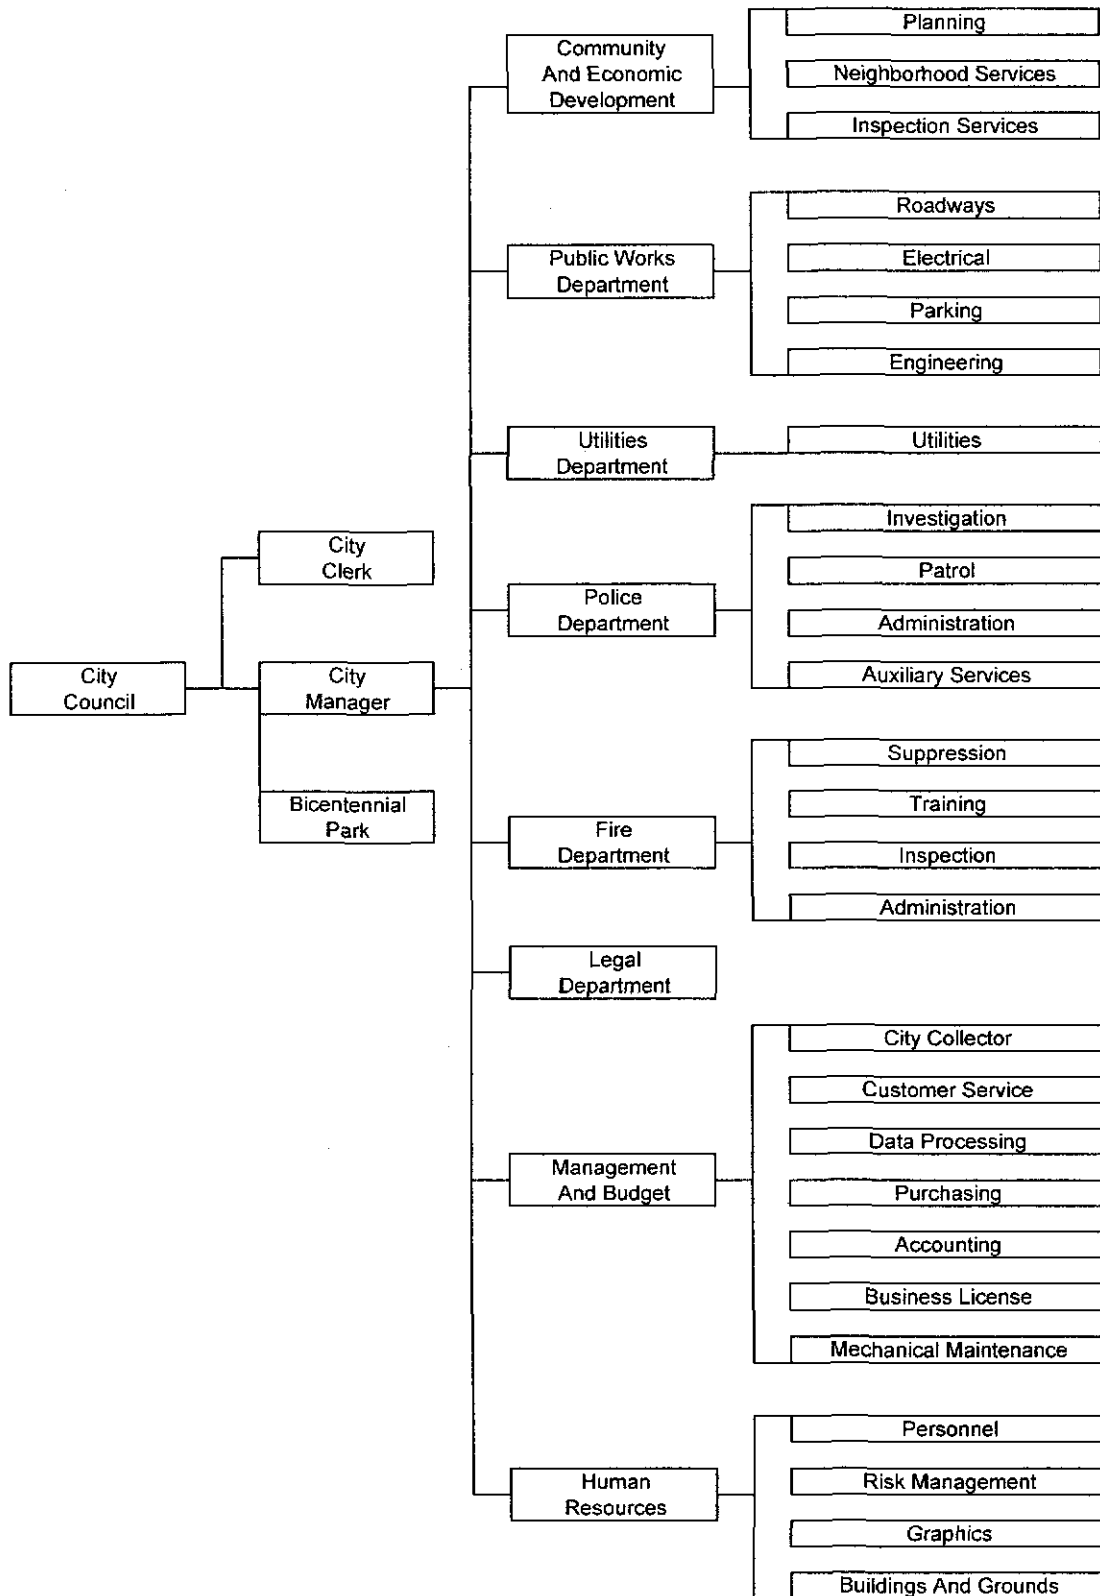 Community
And Economic
Development
Planning
Neighborhood Services
Inspection Services
Public Works
Department
Roadways
Electrical
Parking
Engineering
Utilities
Department
Utilities
City
Clerk
City
Council
City
Manager
Bicentennial
Park
Police
Department
Investigation
Patrol
Administration
Auxiliary Services
Fire
Department
Suppression
Training
Inspection
Administration
Legal
Department
Management
And Budget
City Collector
Customer Service
Data Processing
Purchasing
Accounting
Business License
Mechanical Maintenance
Human
Resources
Personnel
Risk Management
Graphics
Buildings And Grounds